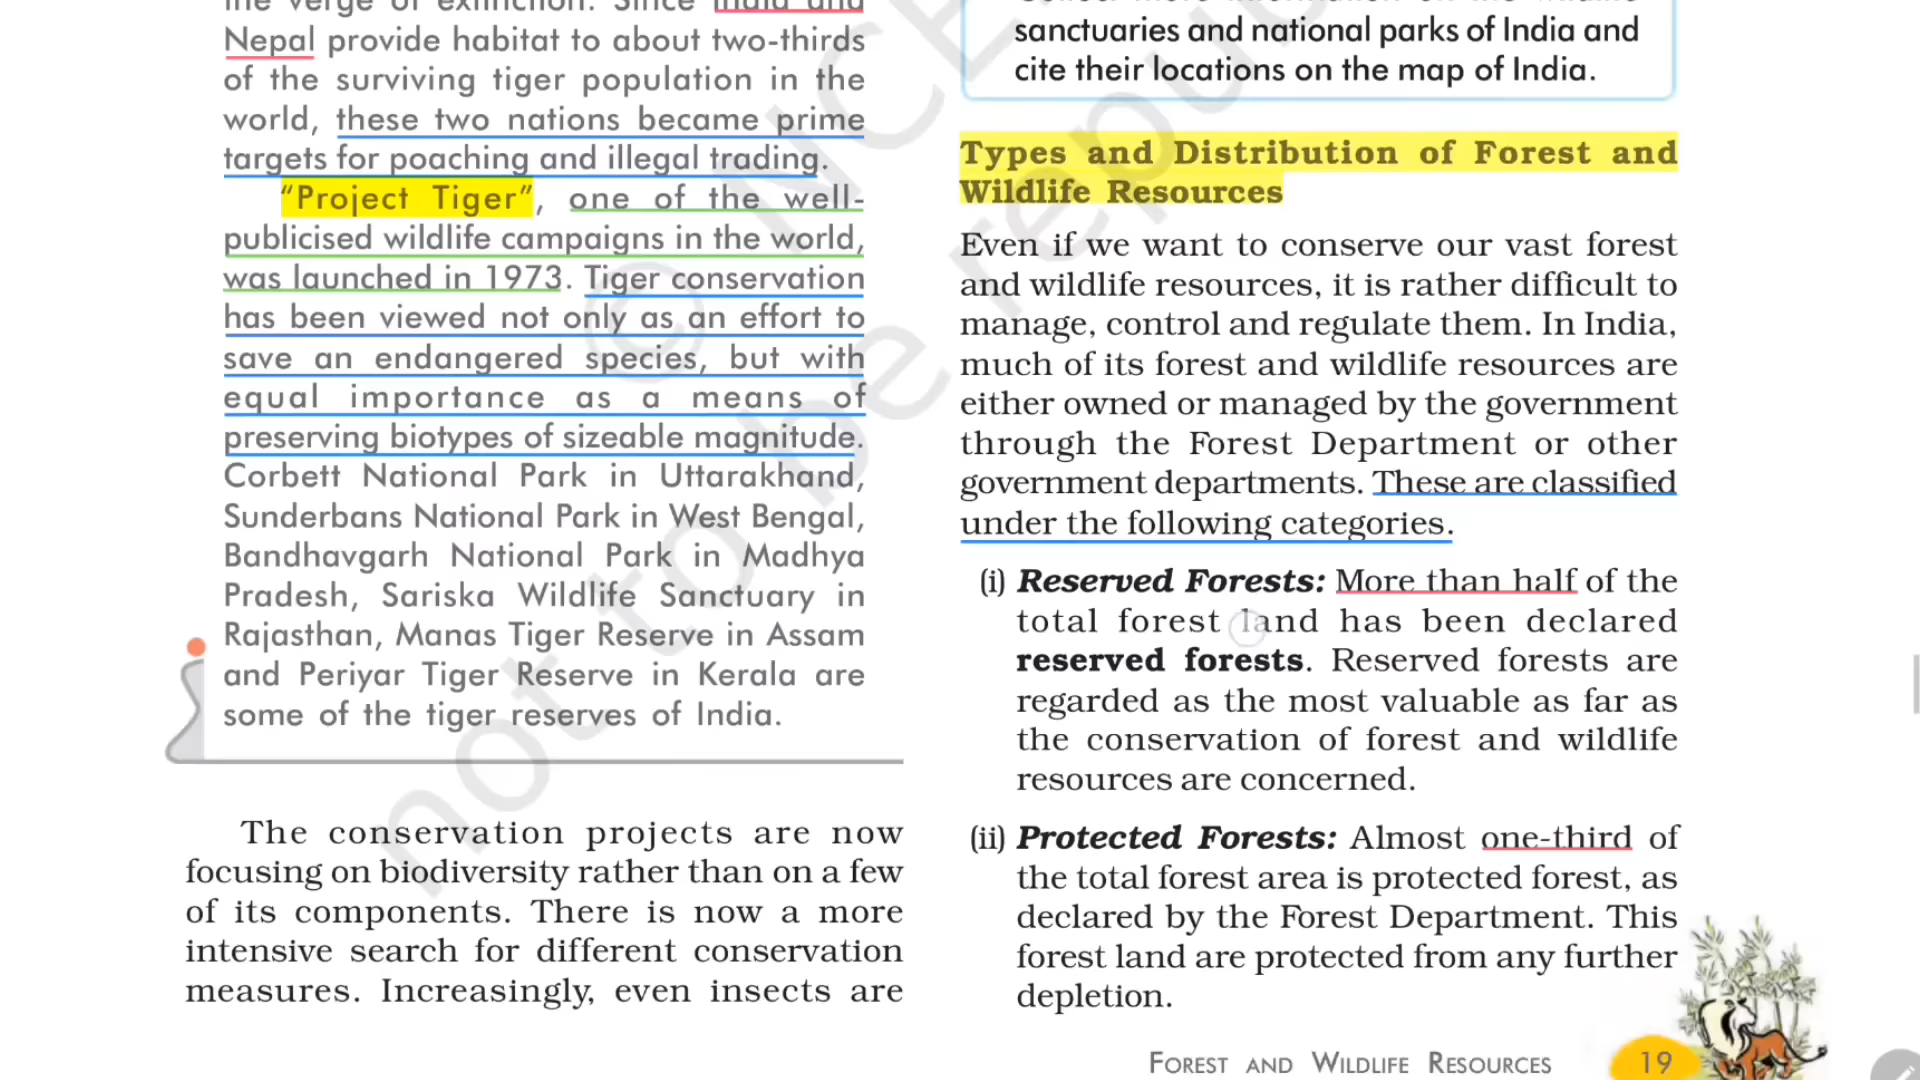 the verge of extinction. Since India and
Nepal provide habitat to about two-thirds
of the surviving tiger population in the
world, these two nations became prime
targets for poaching and illegal trading.
“Project Tiger”, one of the well-
publicised wildlife campaigns in the world,
was launched in 1973. Tiger conservation
has been viewed not only as an effort to
save an endangered species, but with
equal importance as a means of
preserving biotypes of sizeable magnitude.
Corbett National Park in Uttarakhand,
Sunderbans National Park in West Bengal,
Bandhavgarh National Park in Madhya
Pradesh, Sariska Wildlife Sanctuary in
Rajasthan, Manas Tiger Reserve in Assam
and Periyar Tiger Reserve in Kerala are
some of the tiger reserves of India.
The conservation projects are now
focusing on biodiversity rather than on a few
of its components. There is now a more
intensive search for different conservation
measures. Increasingly, even insects are
sanctuaries and national parks of India and
cite their locations on the map of India.
Types and Distribution of Forest and
Wildlife Resources
Even if we want to conserve our vast forest
and wildlife resources, it is rather difficult to
manage, control and regulate them. In India,
much of its forest and wildlife resources are
either owned or managed by the government
through the Forest Department or other
government departments. These are classified
under the following categories.
(i) Reserved Forests: More than half of the
total forest land has been declared
reserved forests. Reserved forests are
regarded as the most valuable as far as
the conservation of forest and wildlife
resources are concerned.
(ii) Protected Forests: Almost one-third of
the total forest area is protected forest, as
declared by the Forest Department. This
forest land are protected from any further
depletion.
FOREST AND WILDLIFE RESOURCES 19
© NCE
not to be repu